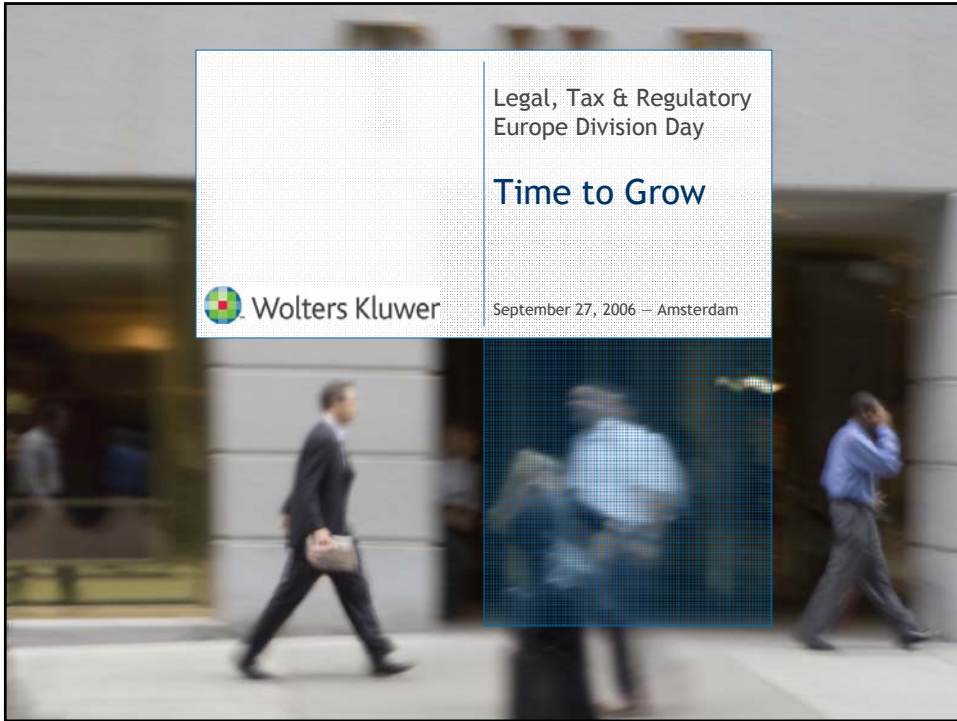 Legal, Tax & Regulatory
Europe Division Day
Time to Grow
Wolters Kluwer
September 27, 2006 — Amsterdam